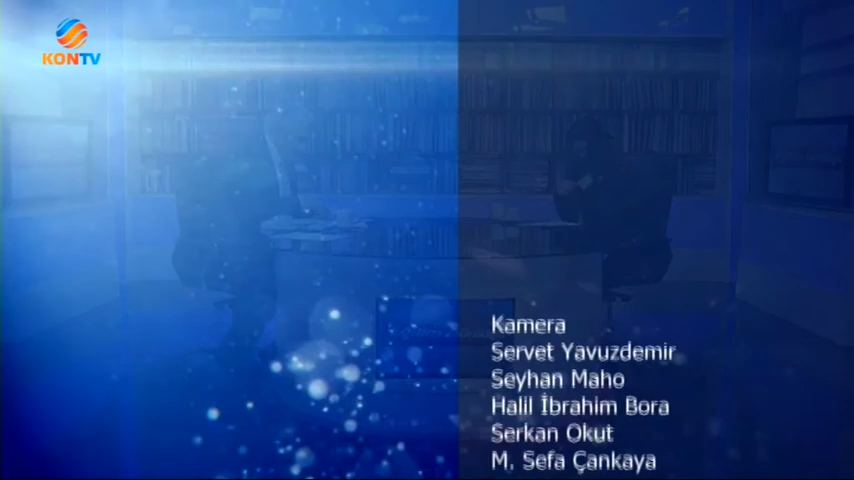 KONTV
Kamera
Servet Yavuzdemir
Seyhan Maho
Halil İbrahim Bora
Serkan Okut
M. Sefa Çankaya